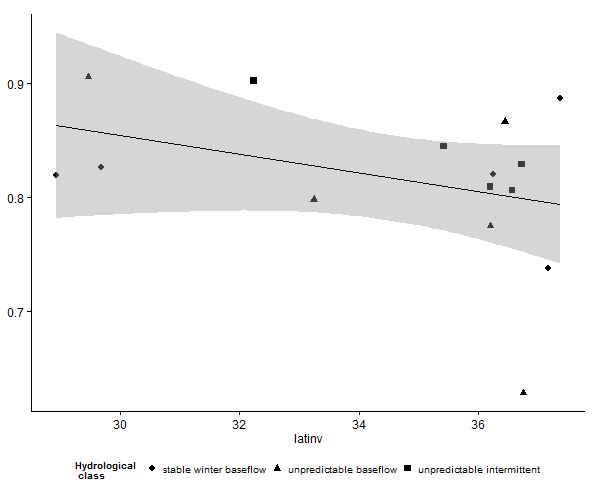 0.9
0.8
0.7
30 32 34 36
latinv
Hydrological
class
stable winter baseflow unpredictable baseflow unpredictable intermittent